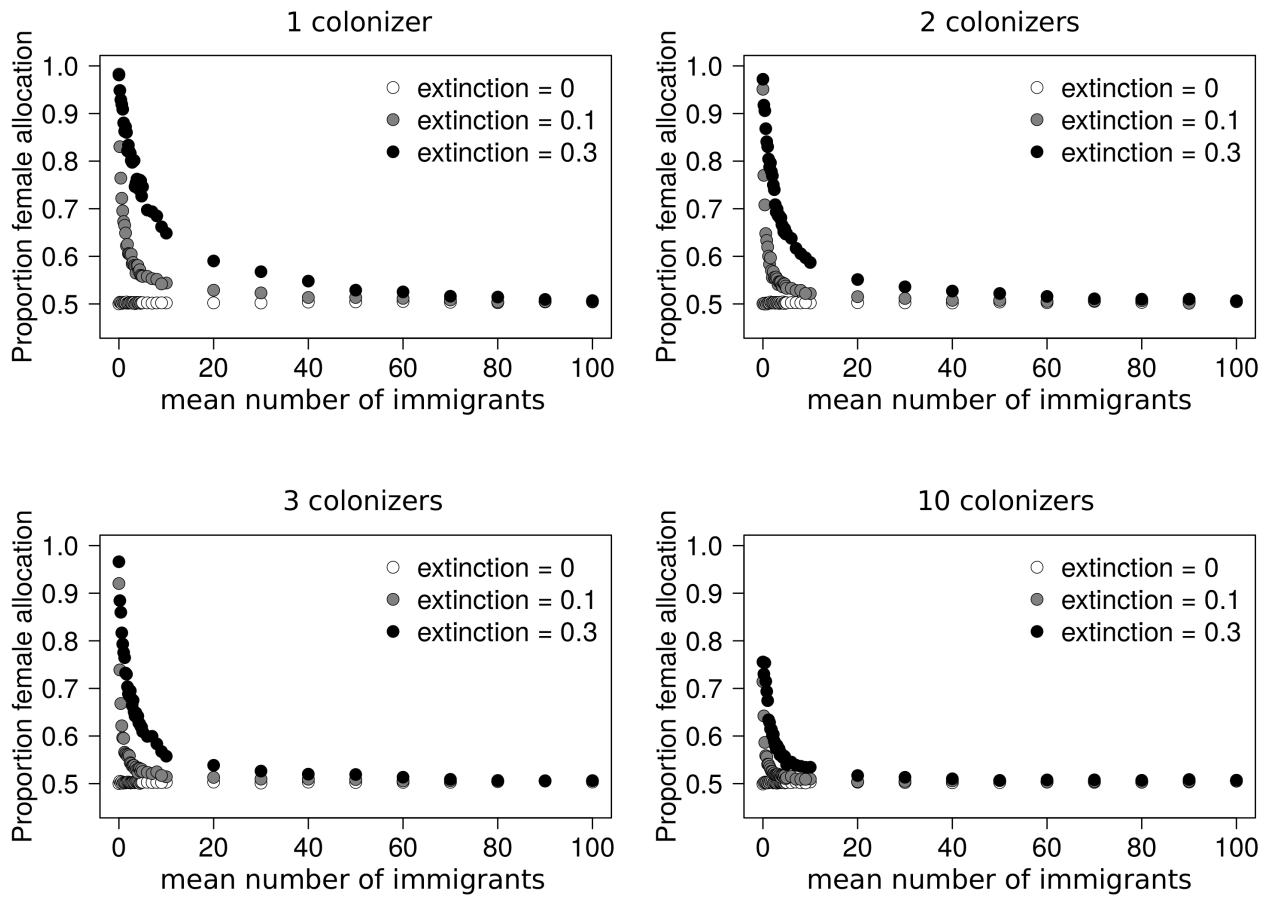 1 colonizer
Proportion female allocation
1.0
0.9
0.8
0.7
0.6
0.5
extinction = 0
extinction = 0.1
extinction = 0.3
0 20 40 60 80 100
mean number of immigrants
2 colonizers
Proportion female allocation
1.0
0.9
0.8
0.7
0.6
0.5
extinction = 0
extinction = 0.1
extinction = 0.3
0 20 40 60 80 100
mean number of immigrants
3 colonizers
Proportion female allocation
1.0
0.9
0.8
0.7
0.6
0.5
extinction = 0
extinction = 0.1
extinction = 0.3
0 20 40 60 80 100
mean number of immigrants
10 colonizers
Proportion female allocation
1.0
0.9
0.8
0.7
0.6
0.5
extinction = 0
extinction = 0.1
extinction = 0.3
0 20 40 60 80 100
mean number of immigrants